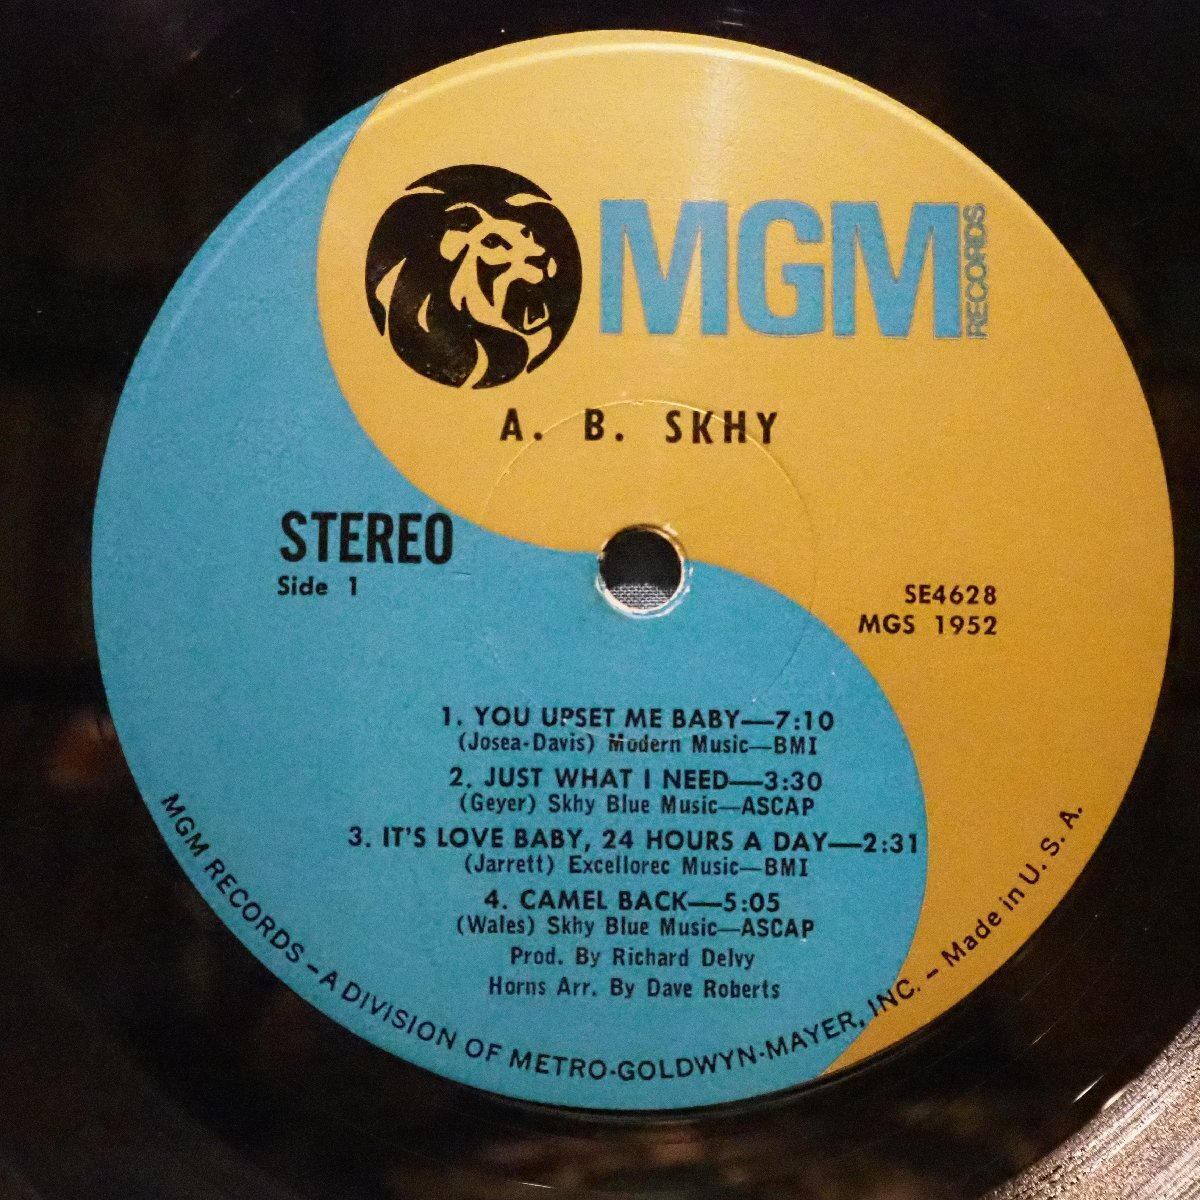 MGM RECORDS
A. B. SKHY
STEREO
Side 1
SE4628
MGS 1952
1. YOU UPSET ME BABY—7:10
(Josea-Davis) Modern Music—BMI
2. JUST WHAT I NEED—3:30
(Geyer) Skhy Blue Music—ASCAP
3. IT'S LOVE BABY, 24 HOURS A DAY—2:31
(Jarrett) Excellorec Music—BMI
4. CAMEL BACK—5:05
(Wales) Skhy Blue Music—ASCAP
Prod. By Richard Delvy
Horns Arr. By Dave Roberts
MGM RECORDS – A DIVISION OF METRO-GOLDWYN-MAYER, INC. – Made in U. S. A.